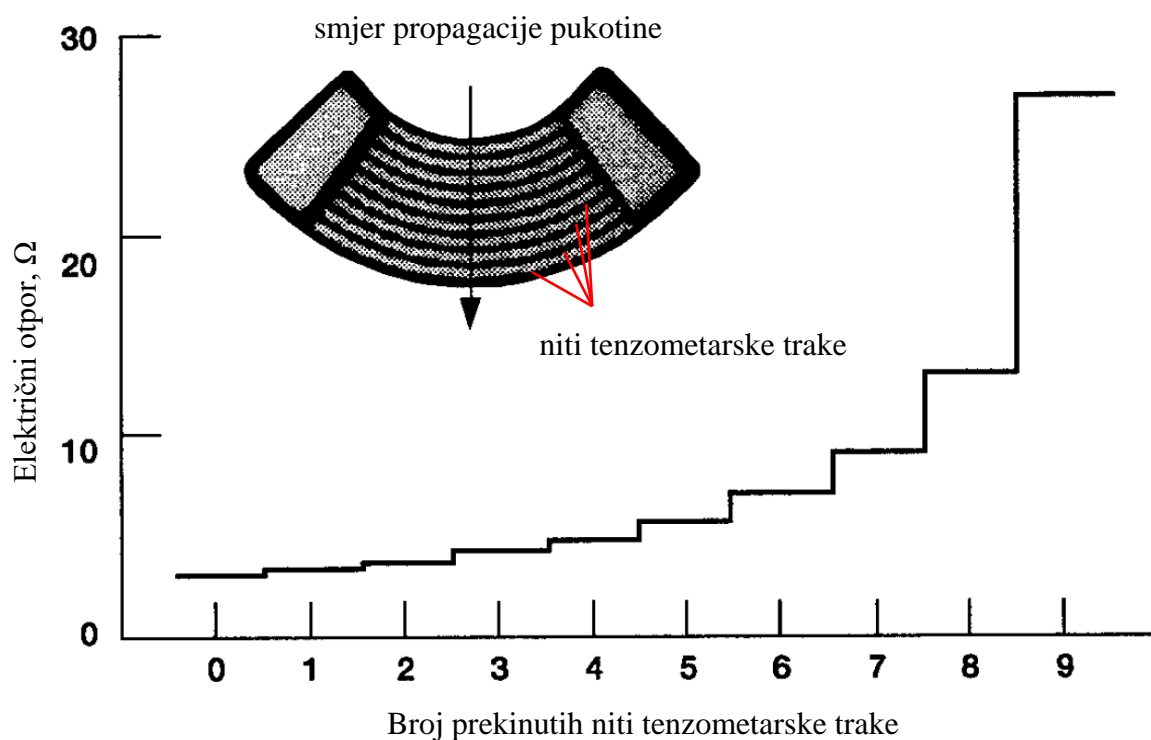 smjer propagacije pukotine
30
20
10
0
Električni otpor, Ω
niti tenzometarske trake
0 1 2 3 4 5 6 7 8 9
Broj prekinutih niti tenzometarske trake